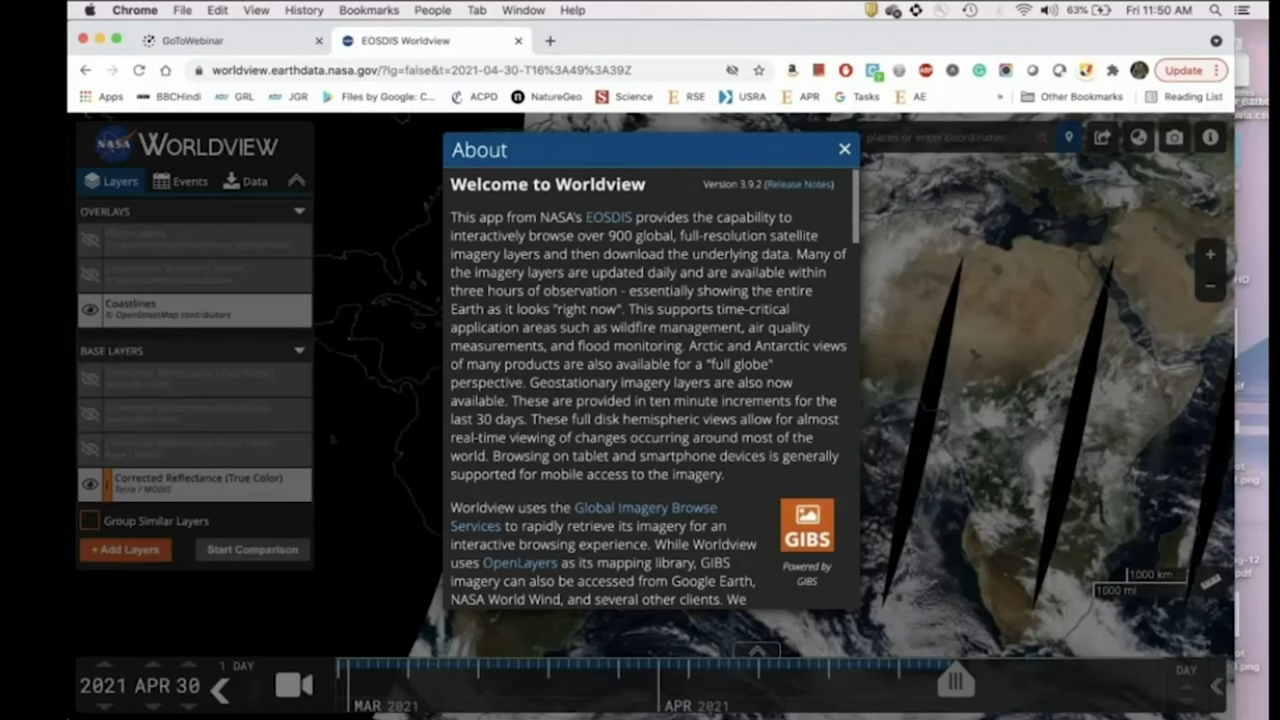 Chrome File Edit View History Bookmarks People Tab Window Help 63% Fri 11:50 AM
GoToWebinar EOSDIS Worldview
worldview.earthdata.nasa.gov/?lg=false&t=2021-04-30-T16%3A49%3A39Z Update
Apps BBCHindi GRL JGR Files by Google: C... ACPD NatureGeo Science RSE USRA APR Tasks AE » Other Bookmarks Reading List
NASA WORLDVIEW
places or enter coordinates
Layers Events Data
OVERLAYS
Coastlines
© OpenStreetMap contributors
BASE LAYERS
Corrected Reflectance (True Color)
Terra / MODIS
Group Similar Layers
+ Add Layers Start Comparison
About
Welcome to Worldview Version 3.9.2 (Release Notes)
This app from NASA's EOSDIS provides the capability to
interactively browse over 900 global, full-resolution satellite
imagery layers and then download the underlying data. Many of
the imagery layers are updated daily and are available within
three hours of observation - essentially showing the entire
Earth as it looks "right now". This supports time-critical
application areas such as wildfire management, air quality
measurements, and flood monitoring. Arctic and Antarctic views
of many products are also available for a "full globe"
perspective. Geostationary imagery layers are also now
available. These are provided in ten minute increments for the
last 30 days. These full disk hemispheric views allow for almost
real-time viewing of changes occurring around most of the
world. Browsing on tablet and smartphone devices is generally
supported for mobile access to the imagery.
Worldview uses the Global Imagery Browse
Services to rapidly retrieve its imagery for an
interactive browsing experience. While Worldview
uses OpenLayers as its mapping library, GIBS
imagery can also be accessed from Google Earth,
NASA World Wind, and several other clients. We
GIBS
Powered by
GIBS
1000 km
1000 mi
1 DAY
2021 APR 30
MAR 2021 APR 2021
DAY